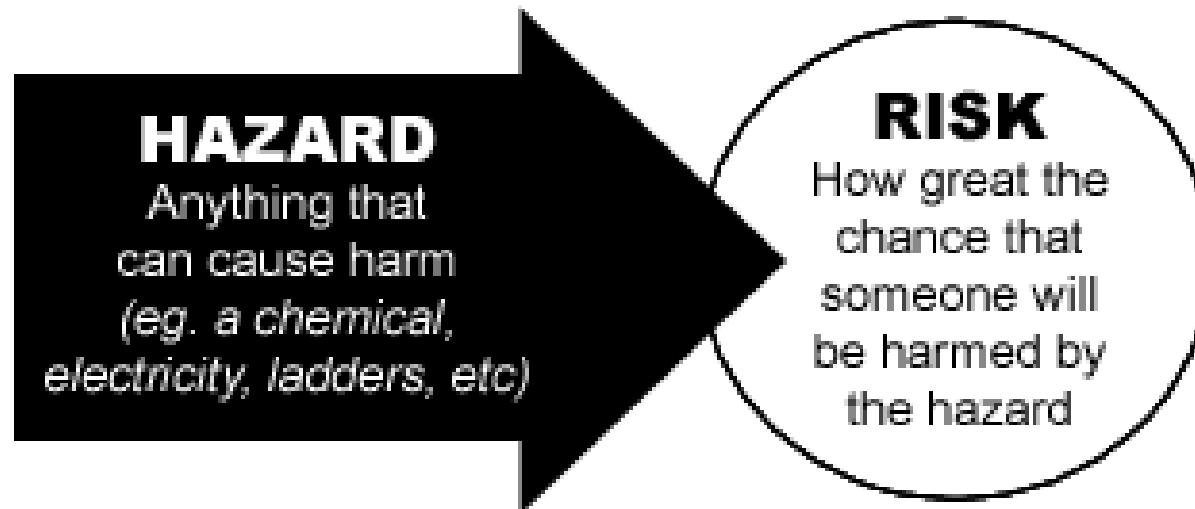 HAZARD
Anything that
can cause harm
(eg. a chemical,
electricity, ladders, etc)
RISK
How great the
chance that
someone will
be harmed by
the hazard